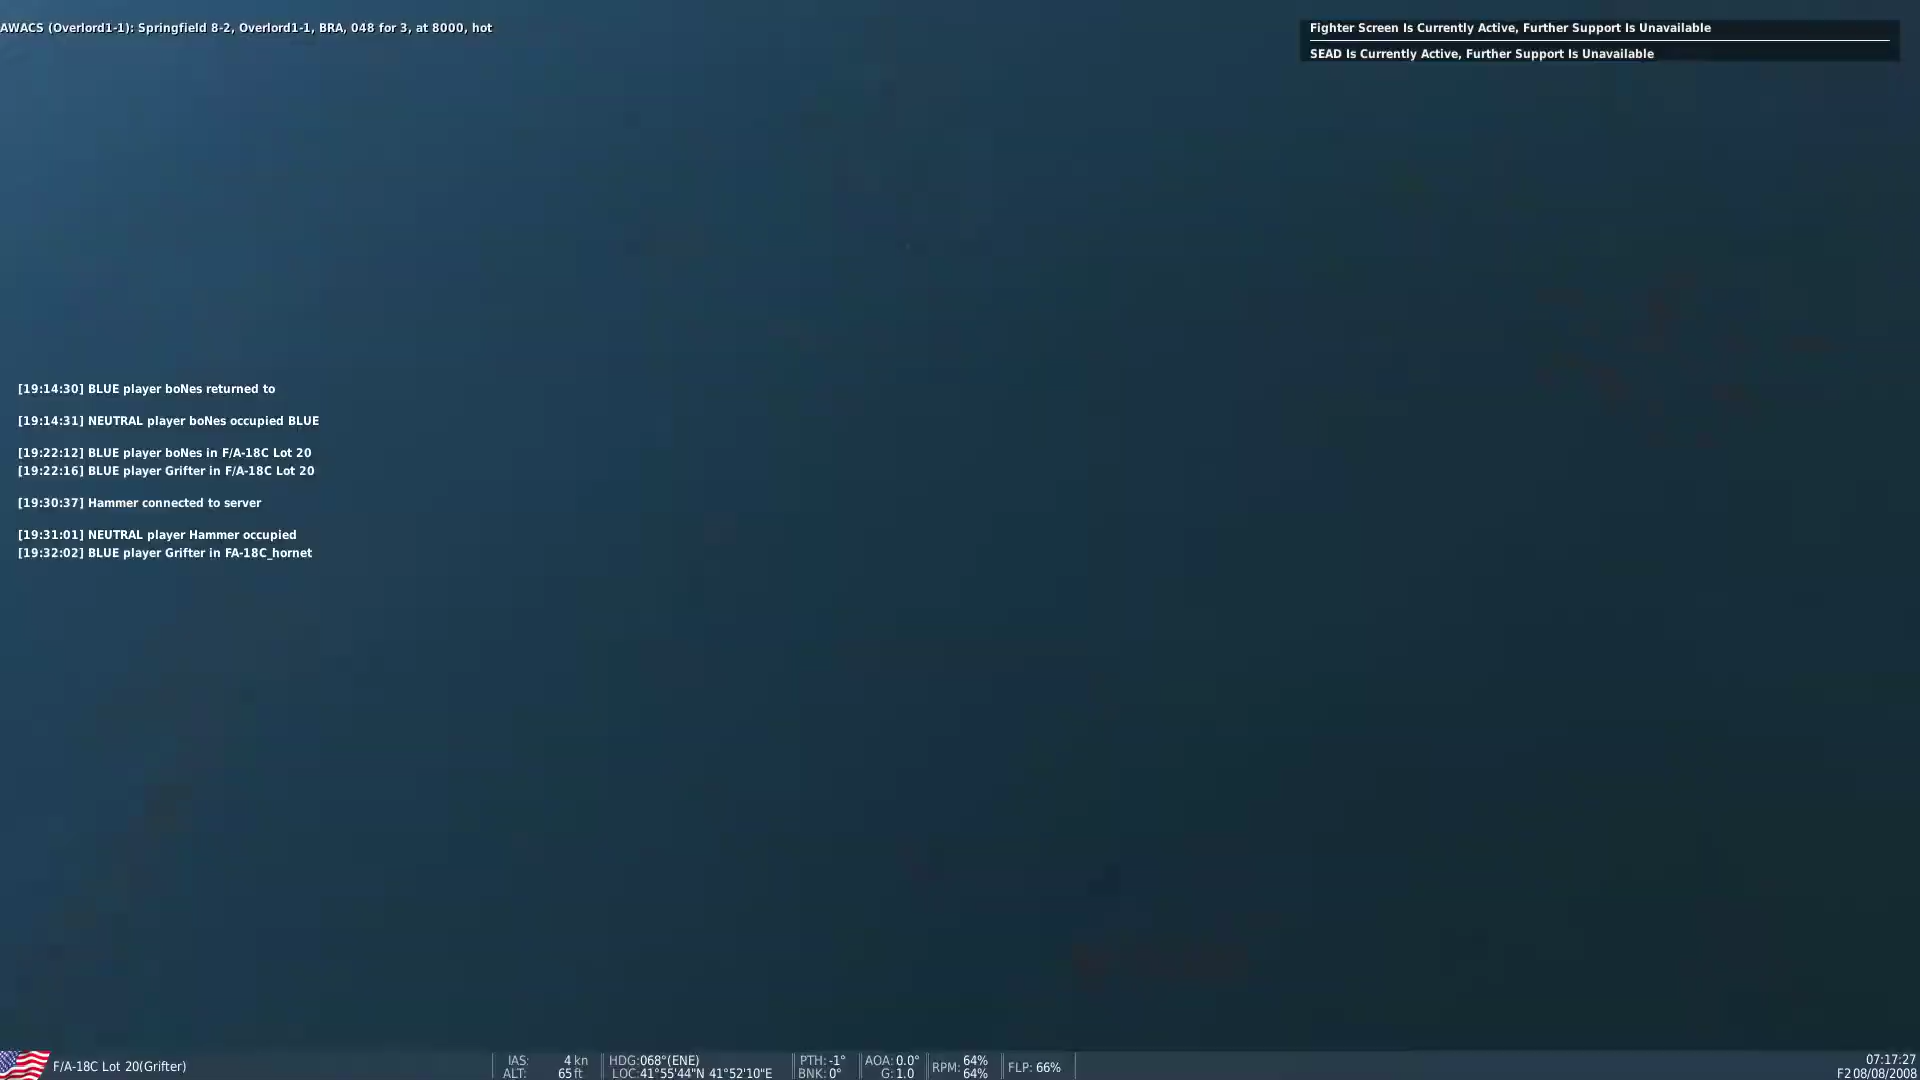 AWACS (Overlord1-1): Springfield 8-2, Overlord1-1, BRA, 048 for 3, at 8000, hot
Fighter Screen Is Currently Active, Further Support Is Unavailable
SEAD Is Currently Active, Further Support Is Unavailable
[19:14:30] BLUE player boNes returned to
[19:14:31] NEUTRAL player boNes occupied BLUE
[19:22:12] BLUE player boNes in F/A-18C Lot 20
[19:22:16] BLUE player Grifter in F/A-18C Lot 20
[19:30:37] Hammer connected to server
[19:31:01] NEUTRAL player Hammer occupied
[19:32:02] BLUE player Grifter in FA-18C_hornet
F/A-18C Lot 20(Grifter)
IAS: 4 kn
ALT: 65 ft
HDG:068°(ENE)
LOC:41°55'44"N 41°52'10"E
PTH: -1°
BNK: 0°
AOA: 0.0°
G: 1.0
RPM: 64%
64%
FLP: 66%
07:17:27
F2 08/08/2008